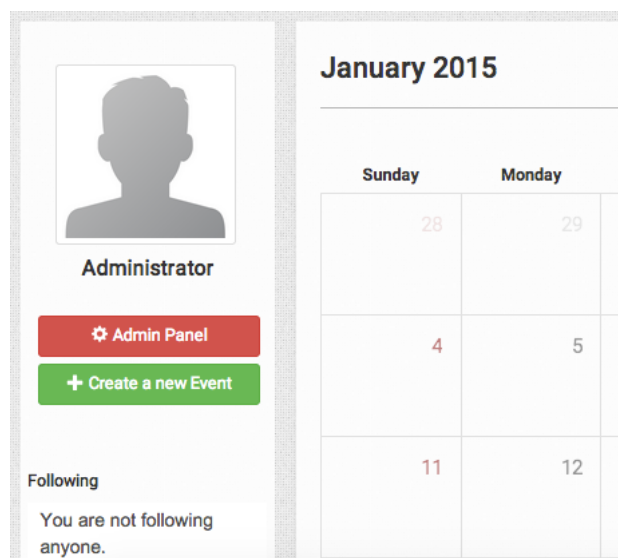 January 2015
Sunday Monday
28 29
Administrator
Admin Panel
4 5
Create a new Event
11 12
Following
You are not following
anyone.